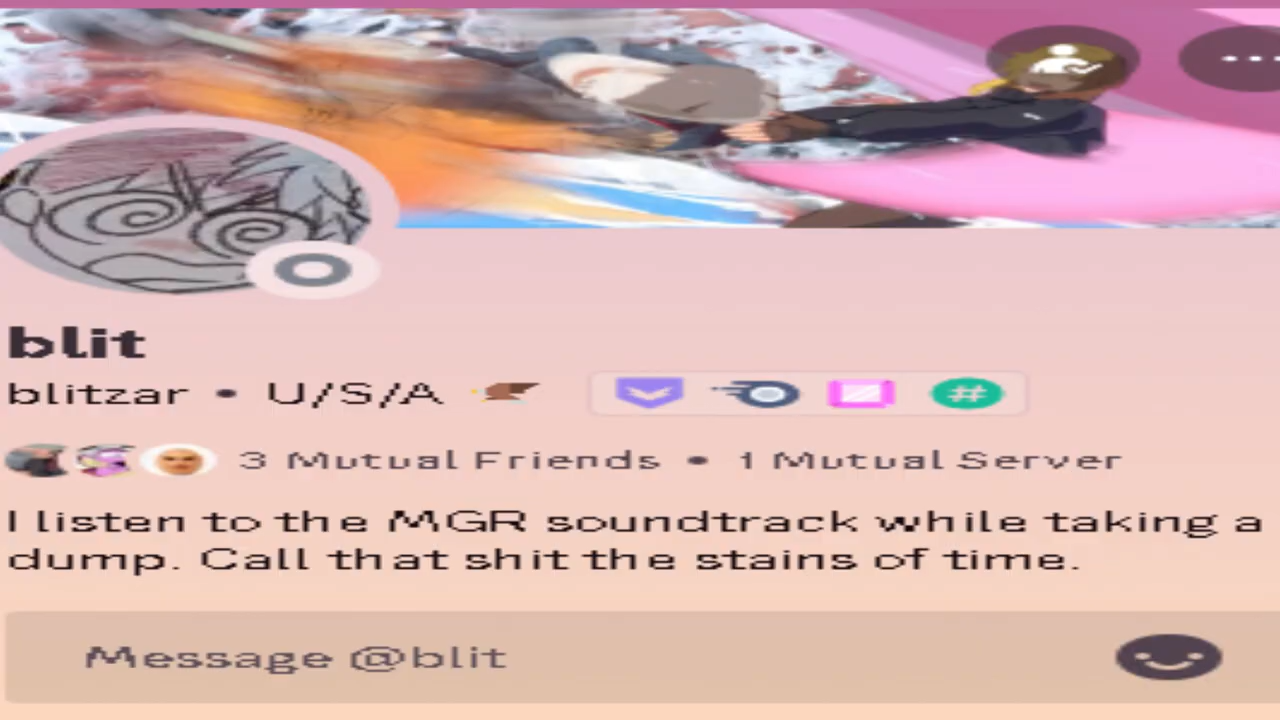 blit
blitzar • U/S/A
3 Mutual Friends • 1 Mutual Server
I listen to the MGR soundtrack while taking a
dump. Call that shit the stains of time.
Message @blit